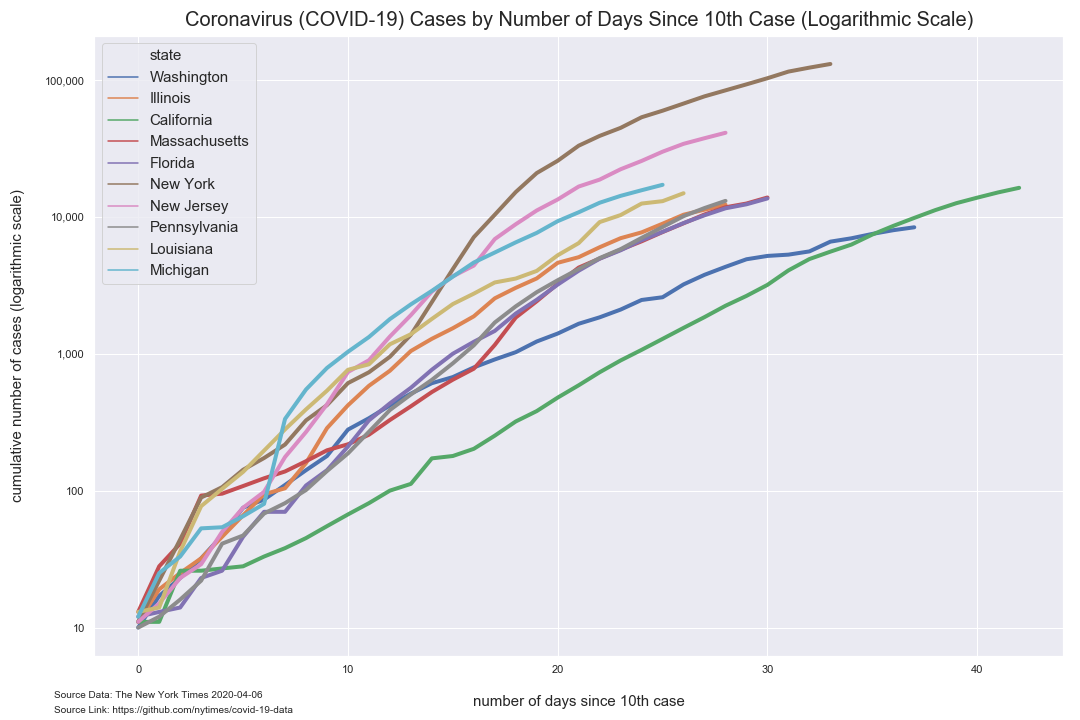 Coronavirus (COVID-19) Cases by Number of Days Since 10th Case (Logarithmic Scale)
state
Washington
Illinois
California
Massachusetts
Florida
New York
New Jersey
Pennsylvania
Louisiana
Michigan
cumulative number of cases (logarithmic scale)
100,000
10,000
1,000
100
10
0 10 20 30 40
number of days since 10th case
Source Data: The New York Times 2020-04-06
Source Link: https://github.com/nytimes/covid-19-data